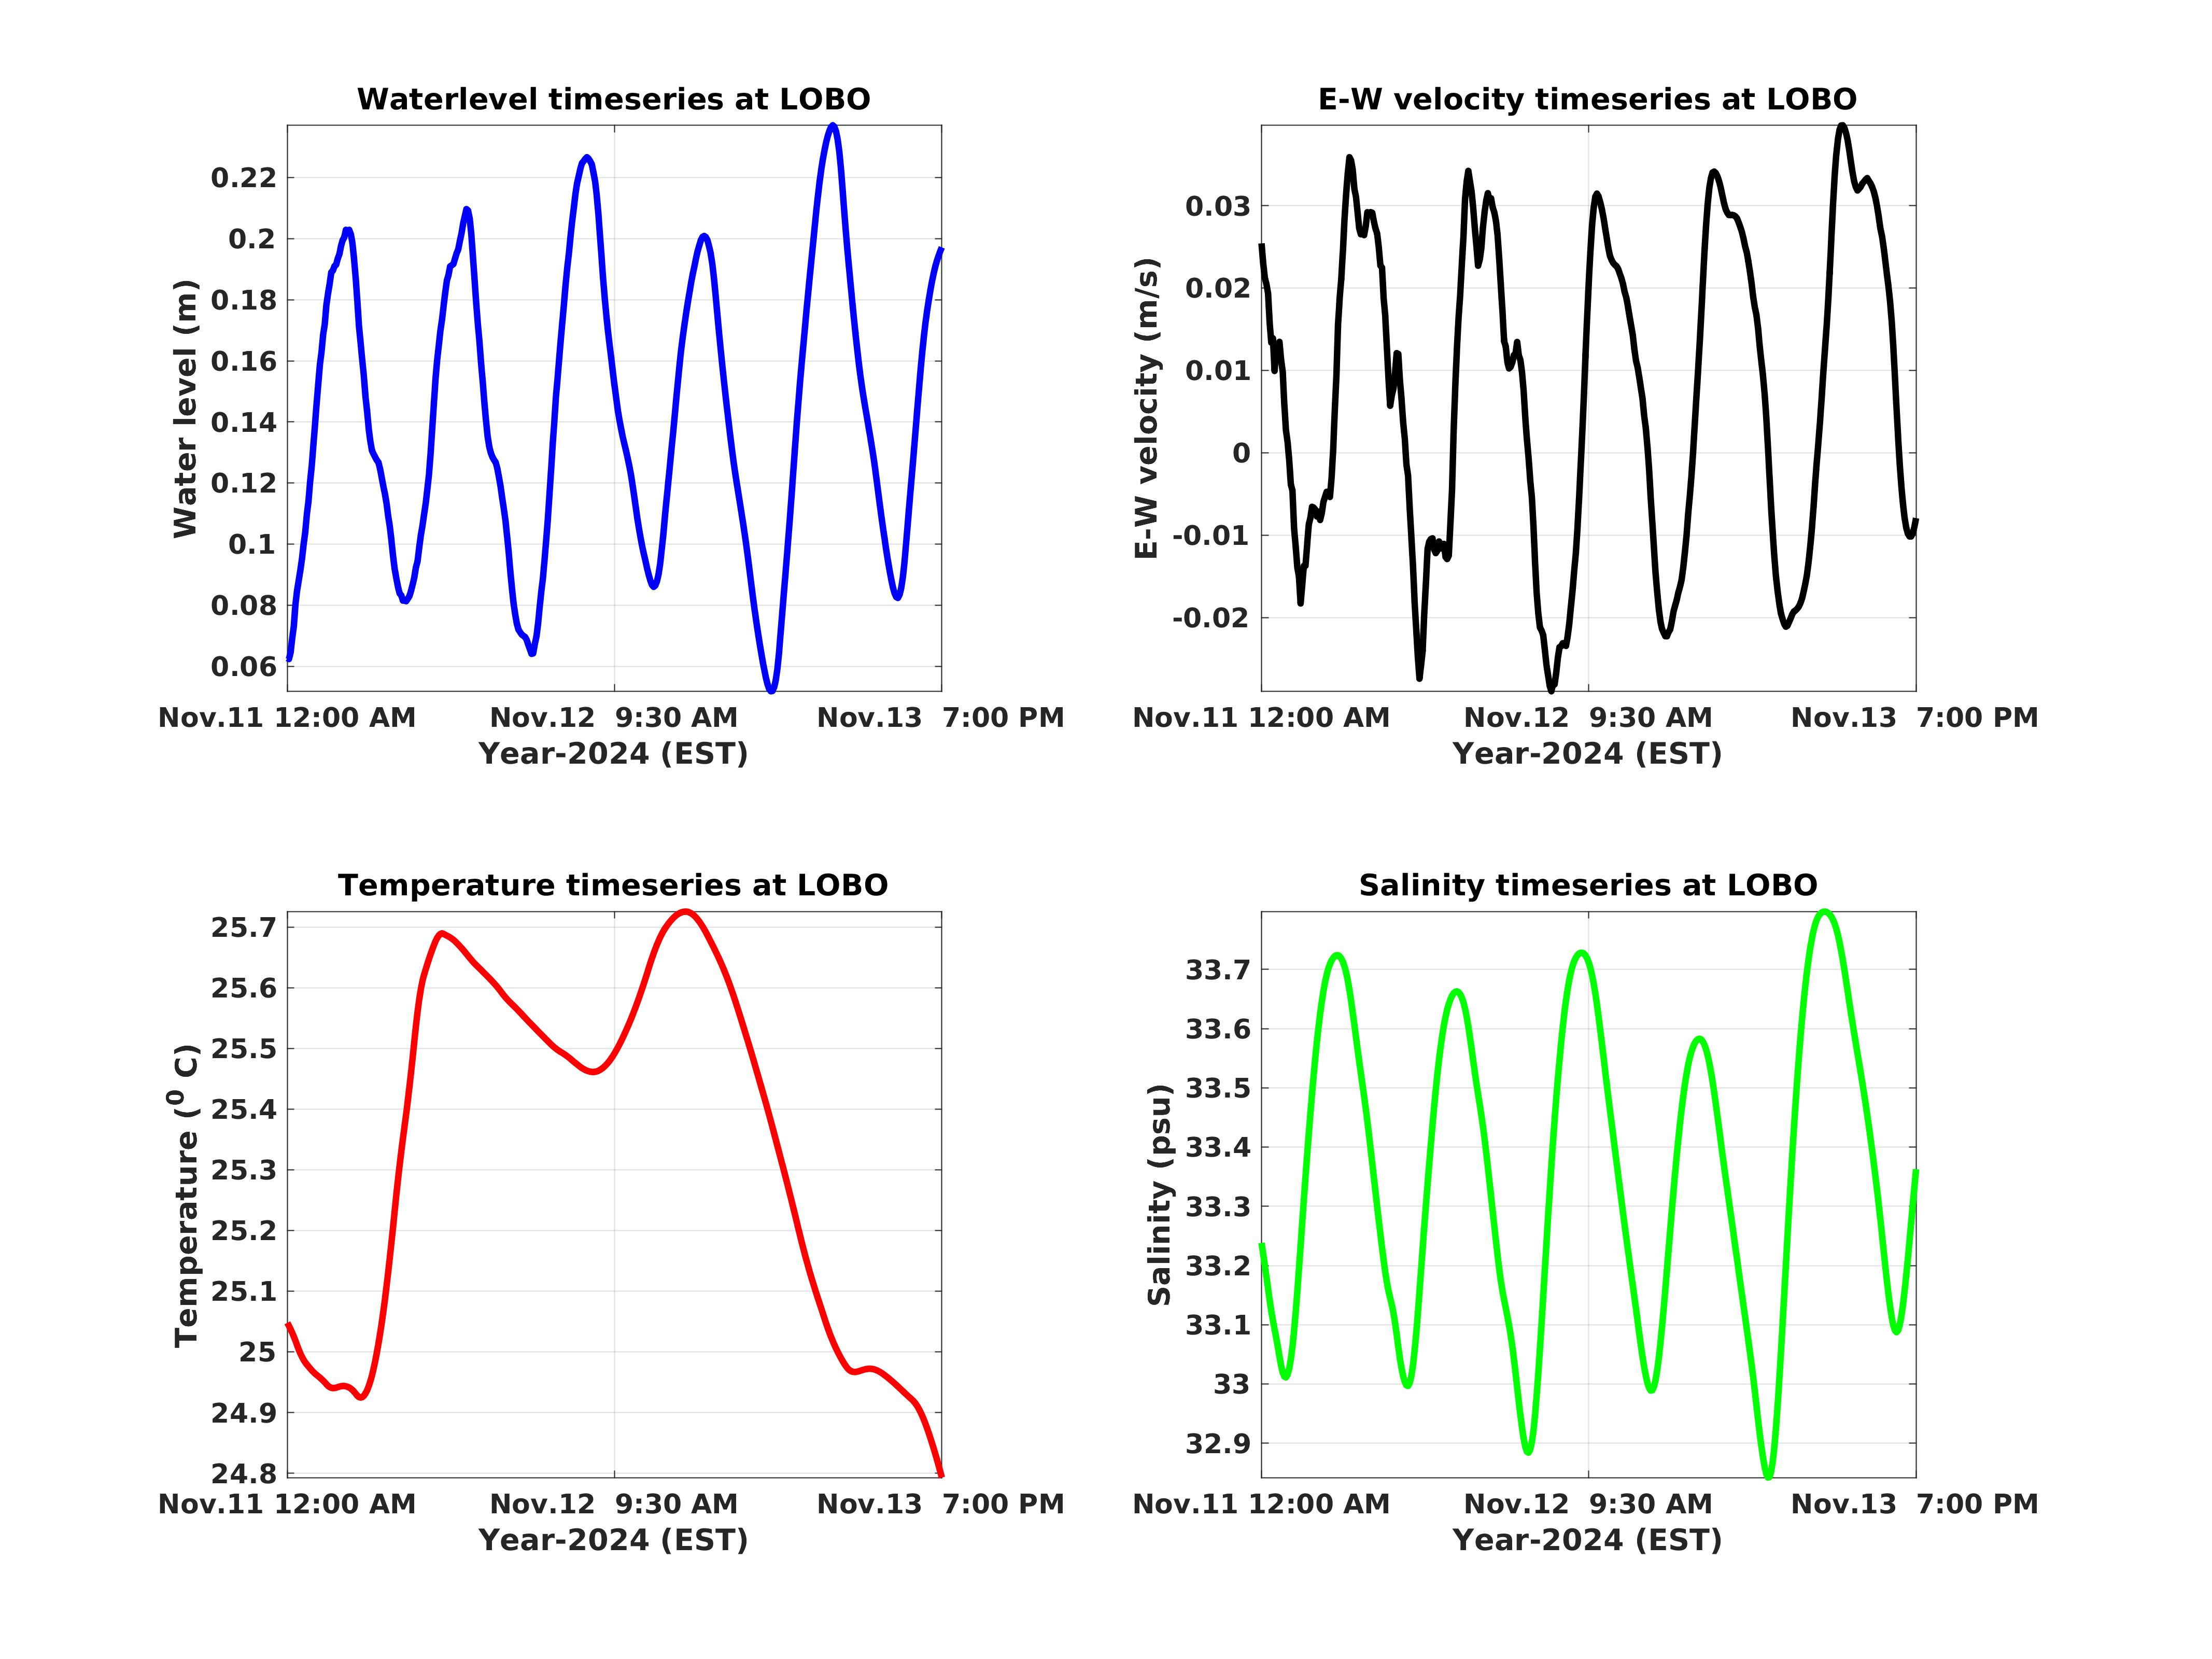 Waterlevel timeseries at LOBO
0.22
0.2
0.18
0.16
0.14
0.12
0.1
0.08
0.06
Water level (m)
Nov.11 12:00 AM Nov.12 9:30 AM Nov.13 7:00 PM
Year-2024 (EST)
E-W velocity timeseries at LOBO
0.03
0.02
0.01
0
-0.01
-0.02
E-W velocity (m/s)
Nov.11 12:00 AM Nov.12 9:30 AM Nov.13 7:00 PM
Year-2024 (EST)
Temperature timeseries at LOBO
25.7
25.6
25.5
25.4
25.3
25.2
25.1
25
24.9
24.8
Temperature (⁰ C)
Nov.11 12:00 AM Nov.12 9:30 AM Nov.13 7:00 PM
Year-2024 (EST)
Salinity timeseries at LOBO
33.7
33.6
33.5
33.4
33.3
33.2
33.1
33
32.9
Salinity (psu)
Nov.11 12:00 AM Nov.12 9:30 AM Nov.13 7:00 PM
Year-2024 (EST)